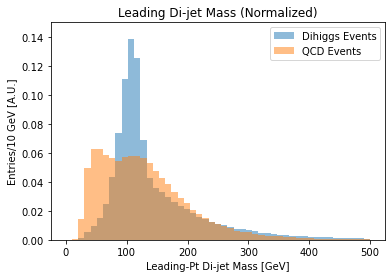 Leading Di-jet Mass (Normalized)
Dihiggs Events
QCD Events
Entries/10 GeV [A.U.]
0.14
0.12
0.10
0.08
0.06
0.04
0.02
0.00
0 100 200 300 400 500
Leading-Pt Di-jet Mass [GeV]